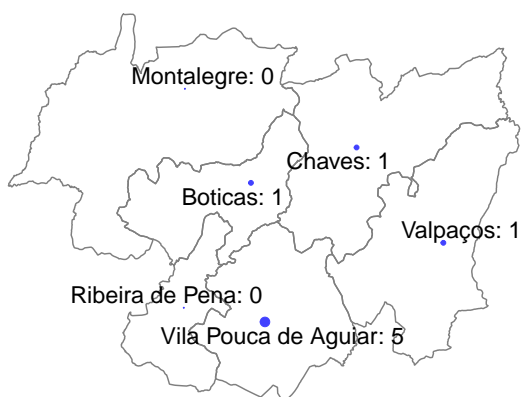 Montalegre: 0
Chaves: 1
Boticas: 1
Valpaços: 1
Ribeira de Pena: 0
Vila Pouca de Aguiar: 5